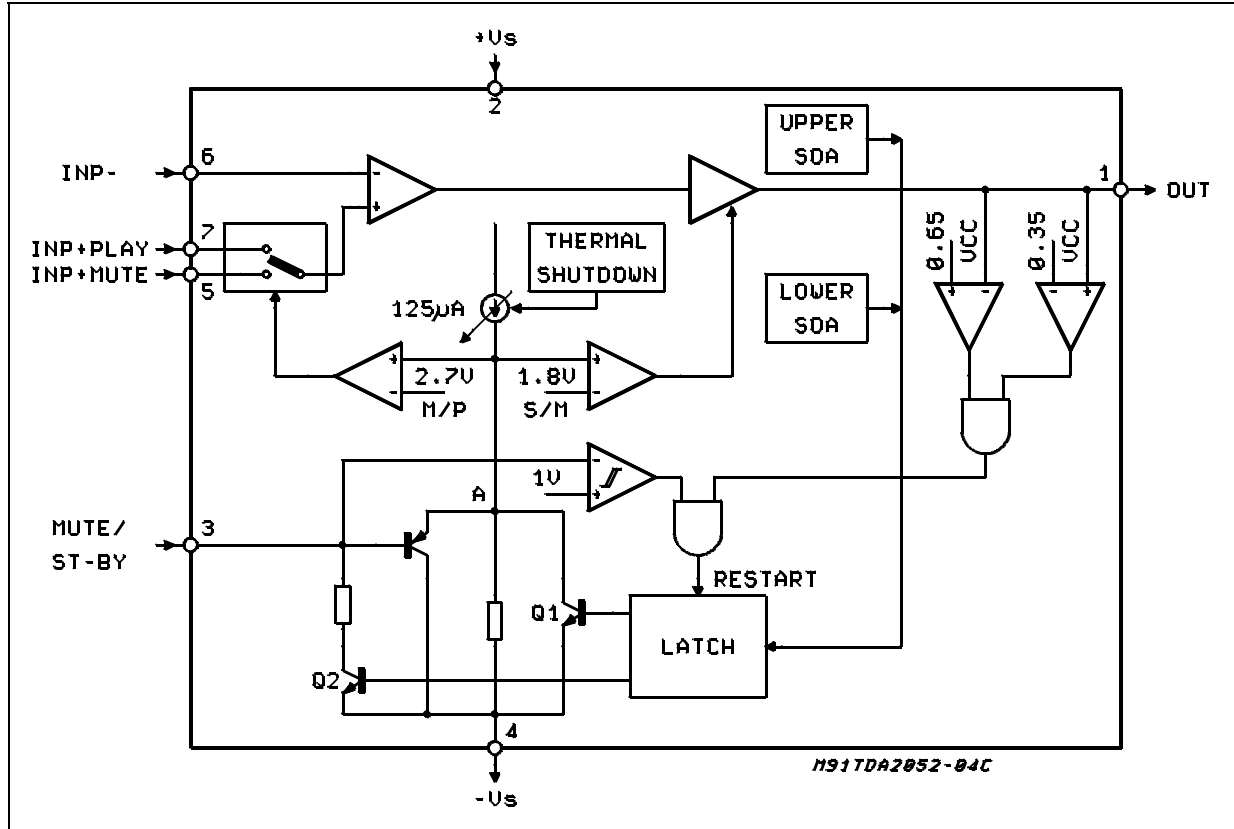 +Vs
2
UPPER
SOA
6
INP-
1
OUT
7
INP+PLAY
INP+MUTE
5
THERMAL
SHUTDOWN
0.65
VCC
0.35
VCC
+
-
-
+
LOWER
SOA
125µA
+
2.7V
-
M/P
+
1.8V
-
S/M
-
1V
+
A
MUTE/
ST-BY
3
RESTART
Q1
LATCH
Q2
4
M91TDA2052-04C
-Vs
-
+